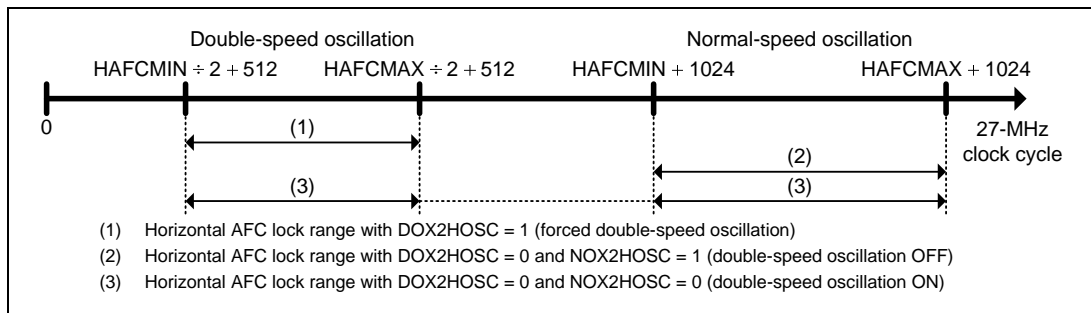 Double-speed oscillation
Normal-speed oscillation
HAFCMIN ÷ 2 + 512
HAFCMAX ÷ 2 + 512
HAFCMIN + 1024
HAFCMAX + 1024
0
27-MHz
clock cycle
(1)
(2)
(3)
(3)
(1) Horizontal AFC lock range with DOX2HOSC = 1 (forced double-speed oscillation)
(2) Horizontal AFC lock range with DOX2HOSC = 0 and NOX2HOSC = 1 (double-speed oscillation OFF)
(3) Horizontal AFC lock range with DOX2HOSC = 0 and NOX2HOSC = 0 (double-speed oscillation ON)